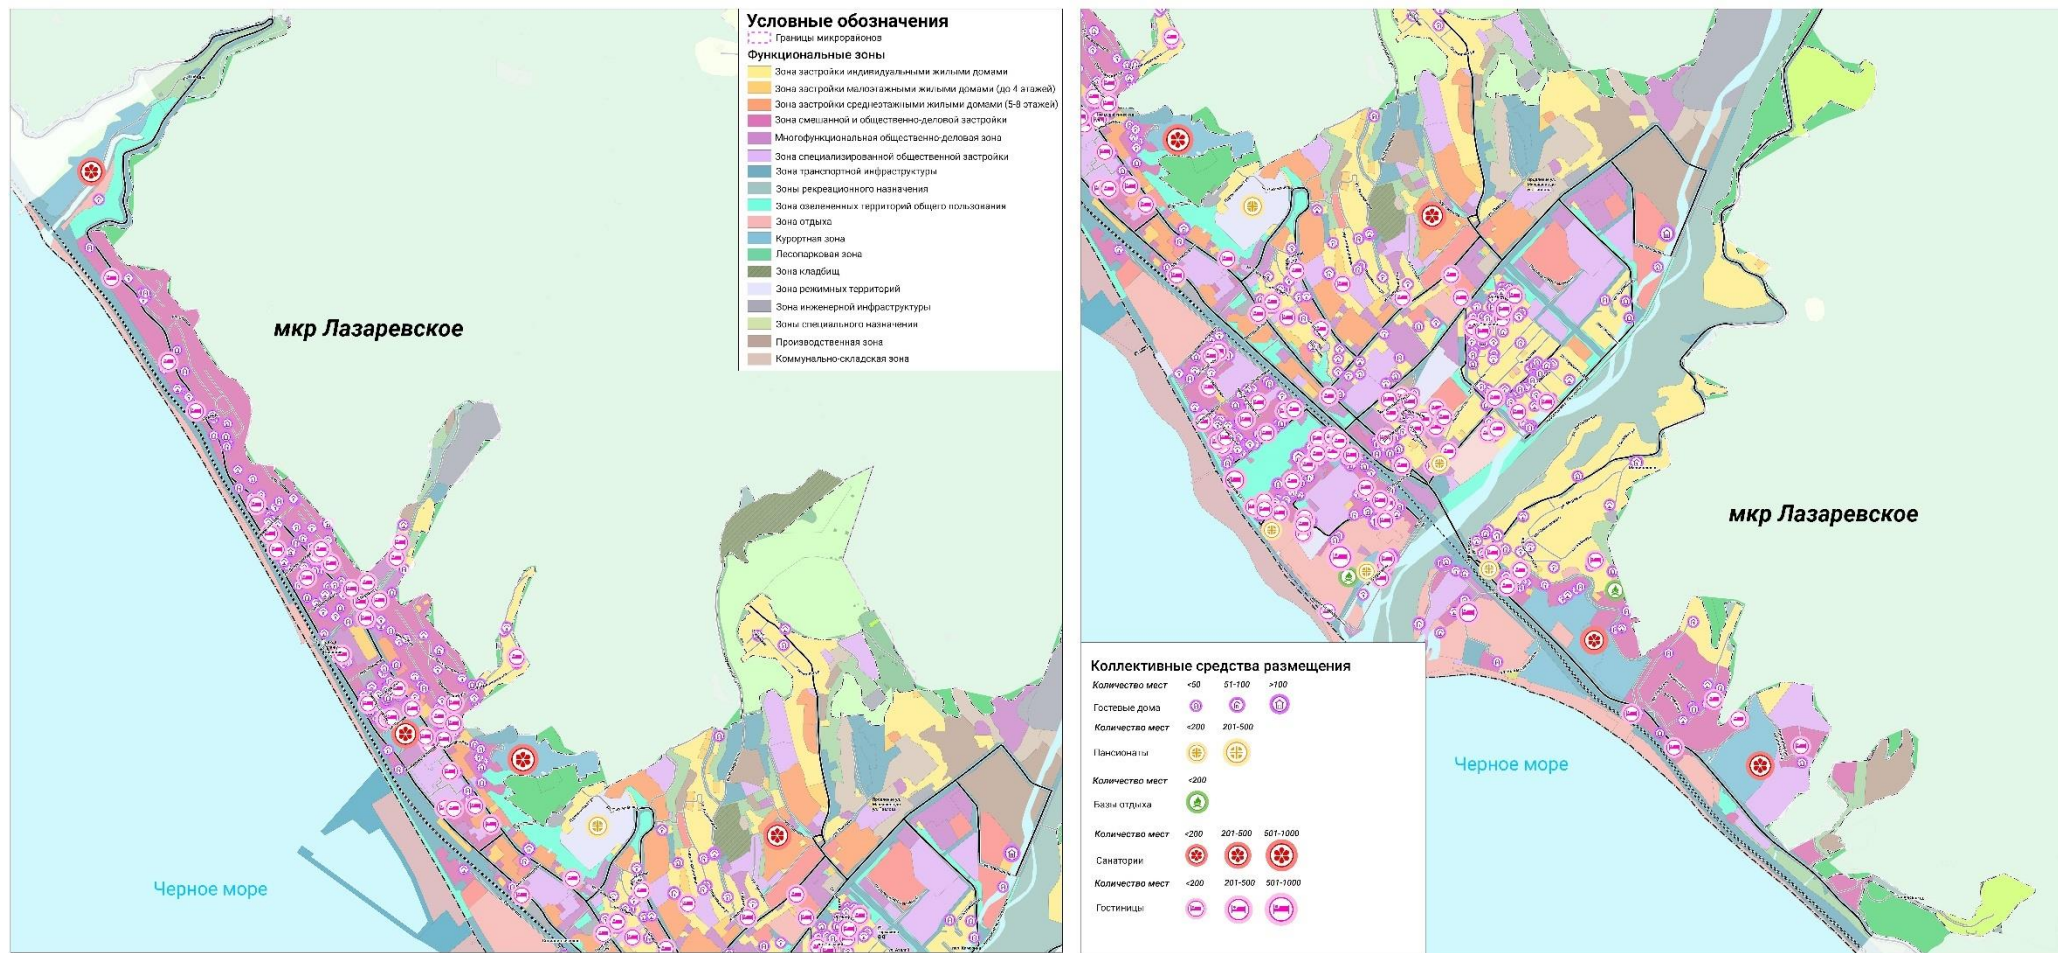 Условные обозначения
Границы микрорайонов
Функциональные зоны
Зона застройки индивидуальными жилыми домами
Зона застройки малоэтажными жилыми домами (до 4 этажей)
Зона застройки среднеэтажными жилыми домами (5-8 этажей)
Зона смешанной и общественно-деловой застройки
Многофункциональная общественно-деловая зона
Зона специализированной общественной застройки
Зона транспортной инфраструктуры
Зоны рекреационного назначения
Зона озелененных территорий общего пользования
Зона отдыха
Курортная зона
Лесопарковая зона
Зона кладбищ
Зона режимных территорий
Зона инженерной инфраструктуры
Зоны специального назначения
Производственная зона
Коммунально-складская зона
мкр Лазаревское
Черное море
мкр Лазаревское
Коллективные средства размещения
Количество мест <50 51-100 >100
Гостевые дома
Количество мест <200 201-500
Пансионаты
Количество мест <200
Базы отдыха
Количество мест <200 201-500 501-1000
Санатории
Количество мест <200 201-500 501-1000
Гостиницы
Черное море